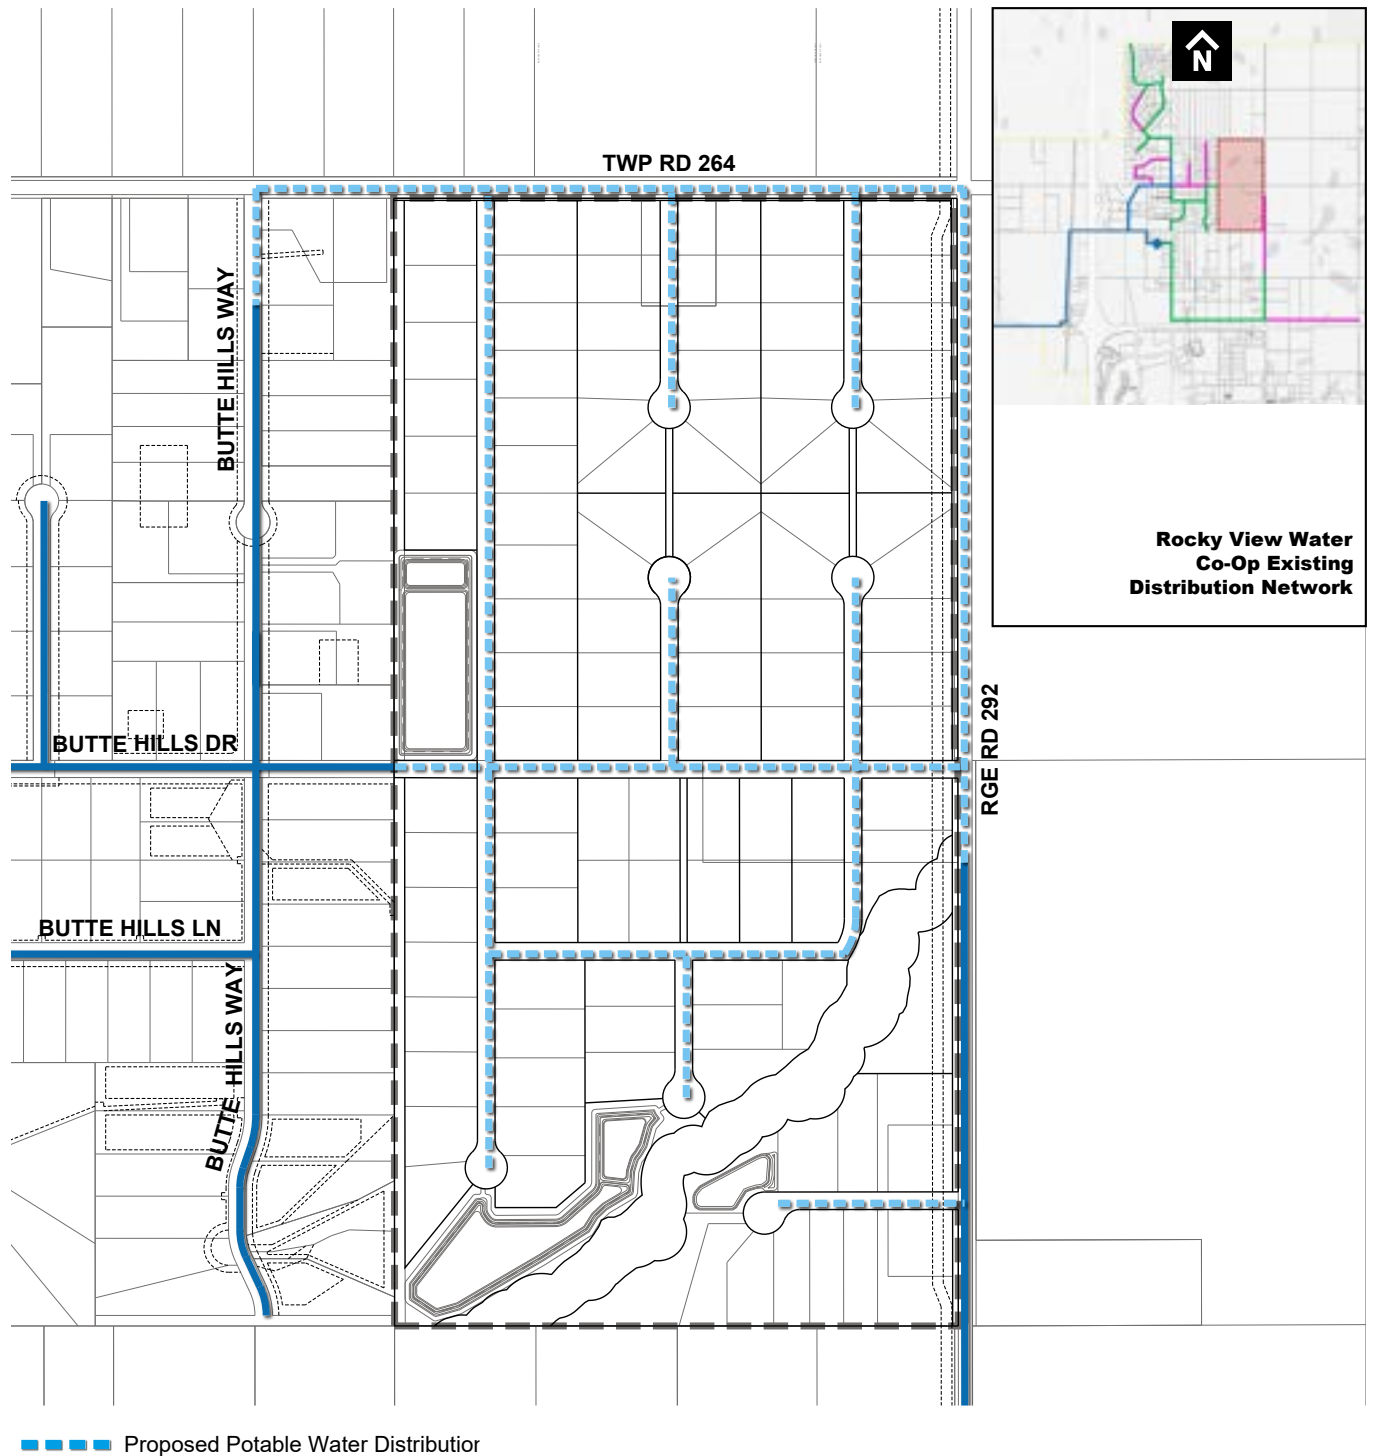 N
TWP RD 264
BUTTE HILLS WAY
Rocky View Water
Co-Op Existing
Distribution Network
RGE RD 292
BUTTE HILLS DR
BUTTE HILLS LN
BUTTE HILLS WAY
Proposed Potable Water Distribution